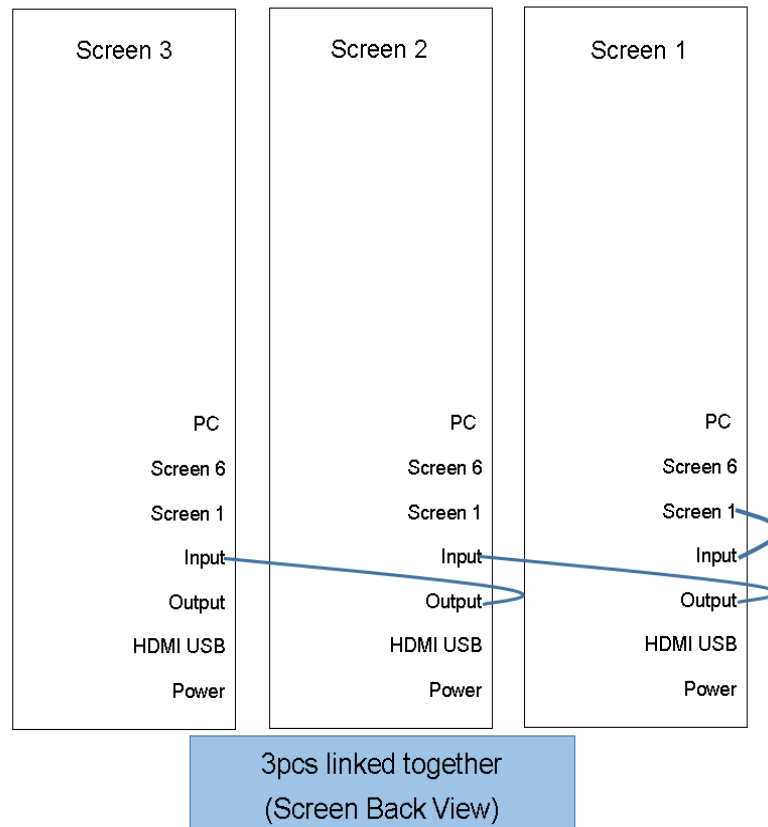 Screen 3
PC
Screen 6
Screen 1
Input
Output
HDMI USB
Power
Screen 2
PC
Screen 6
Screen 1
Input
Output
HDMI USB
Power
Screen 1
PC
Screen 6
Screen 1
Input
Output
HDMI USB
Power
3pcs linked together
(Screen Back View)